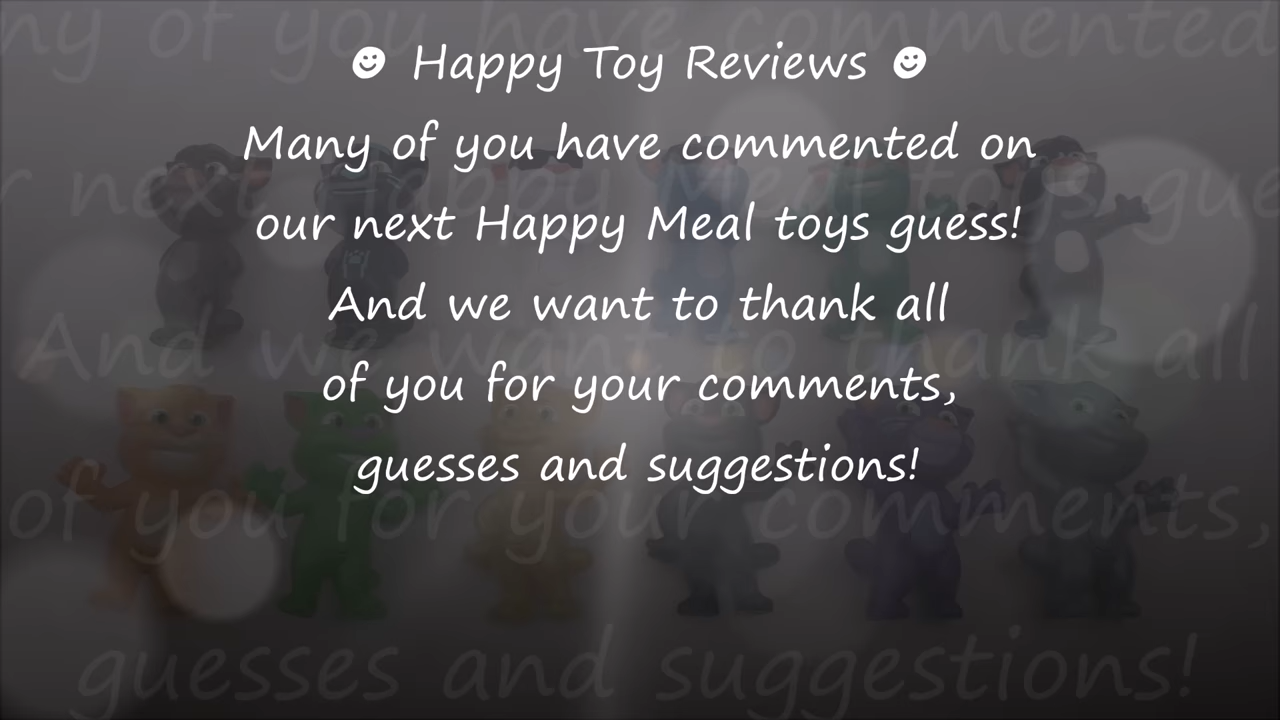 ☻ Happy Toy Reviews ☻
Many of you have commented on
our next Happy Meal toys guess!
And we want to thank all
of you for your comments,
guesses and suggestions!